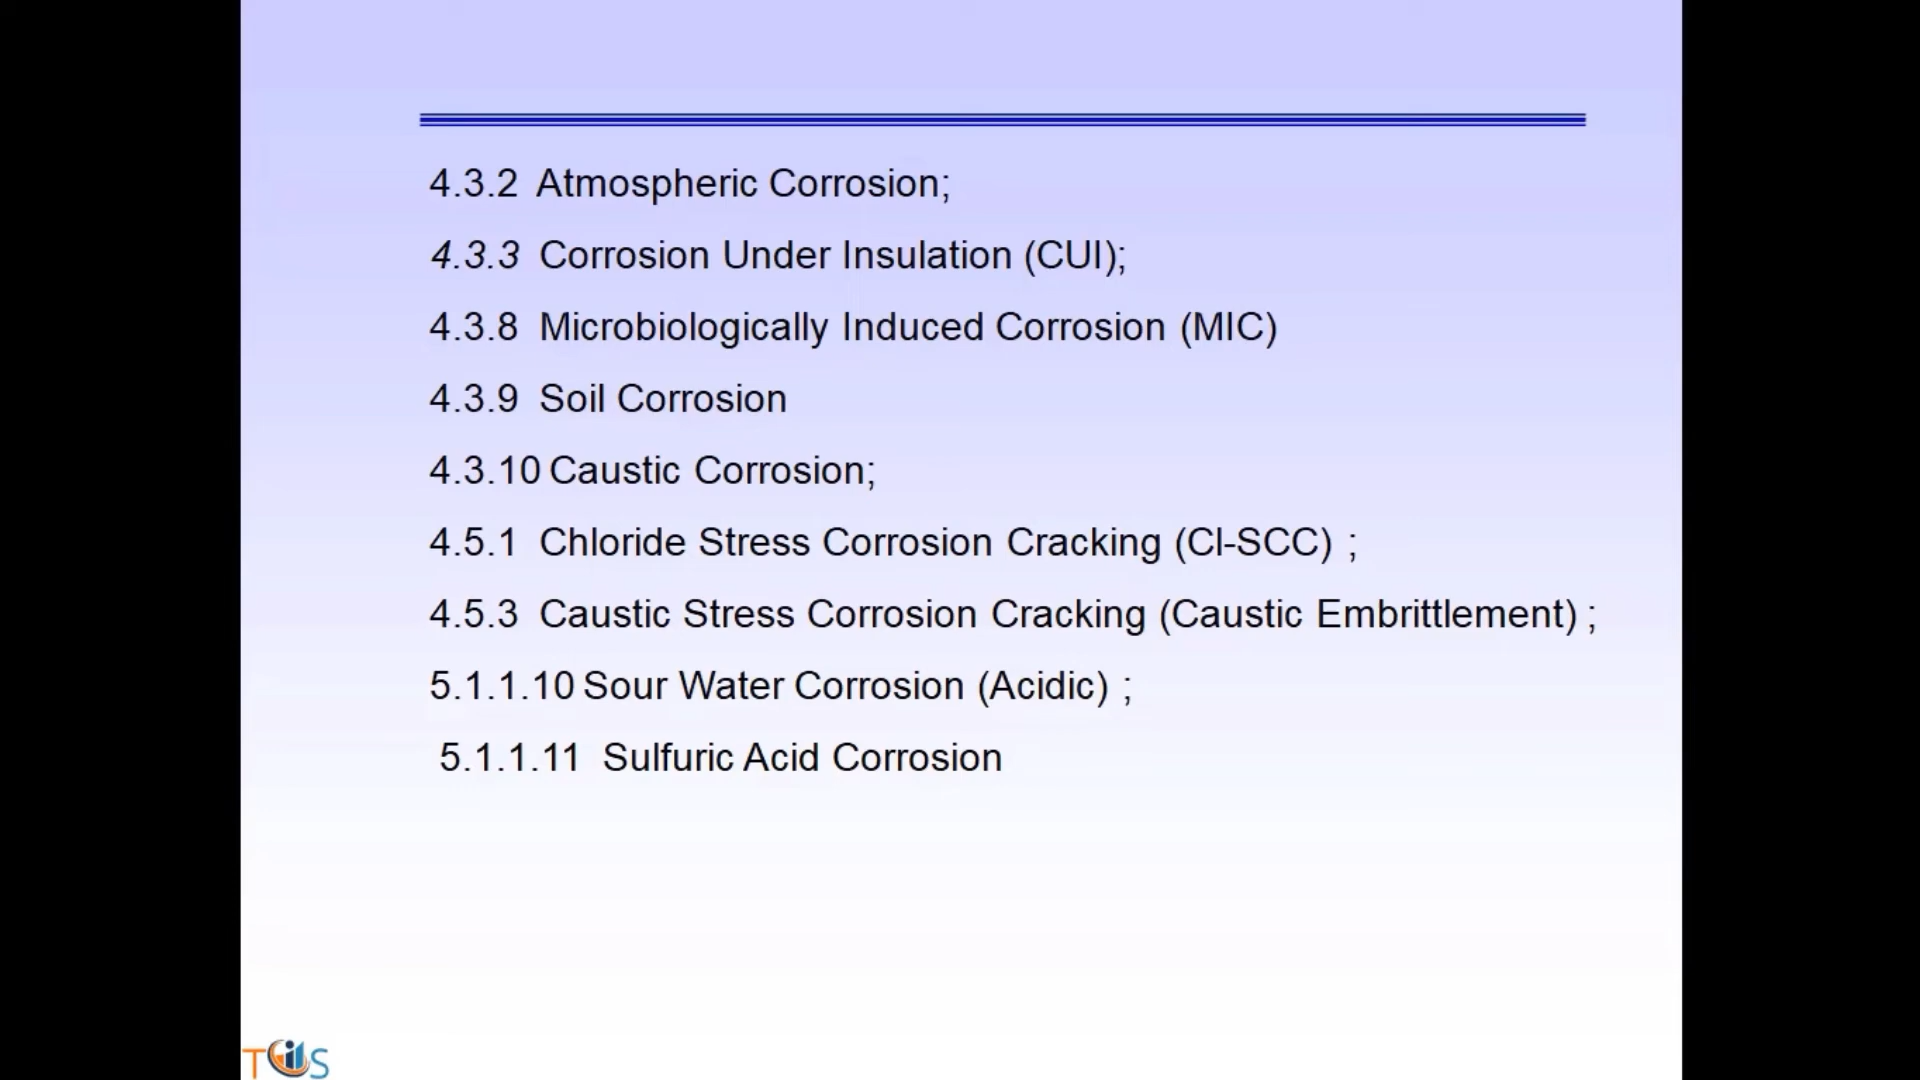 4.3.2 Atmospheric Corrosion;
4.3.3 Corrosion Under Insulation (CUI);
4.3.8 Microbiologically Induced Corrosion (MIC)
4.3.9 Soil Corrosion
4.3.10 Caustic Corrosion;
4.5.1 Chloride Stress Corrosion Cracking (Cl-SCC) ;
4.5.3 Caustic Stress Corrosion Cracking (Caustic Embrittlement) ;
5.1.1.10 Sour Water Corrosion (Acidic) ;
5.1.1.11 Sulfuric Acid Corrosion